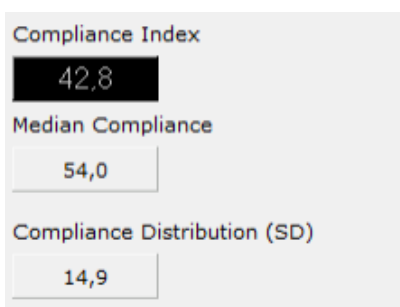 Compliance Index
42,8
Median Compliance
54,0
Compliance Distribution (SD)
14,9